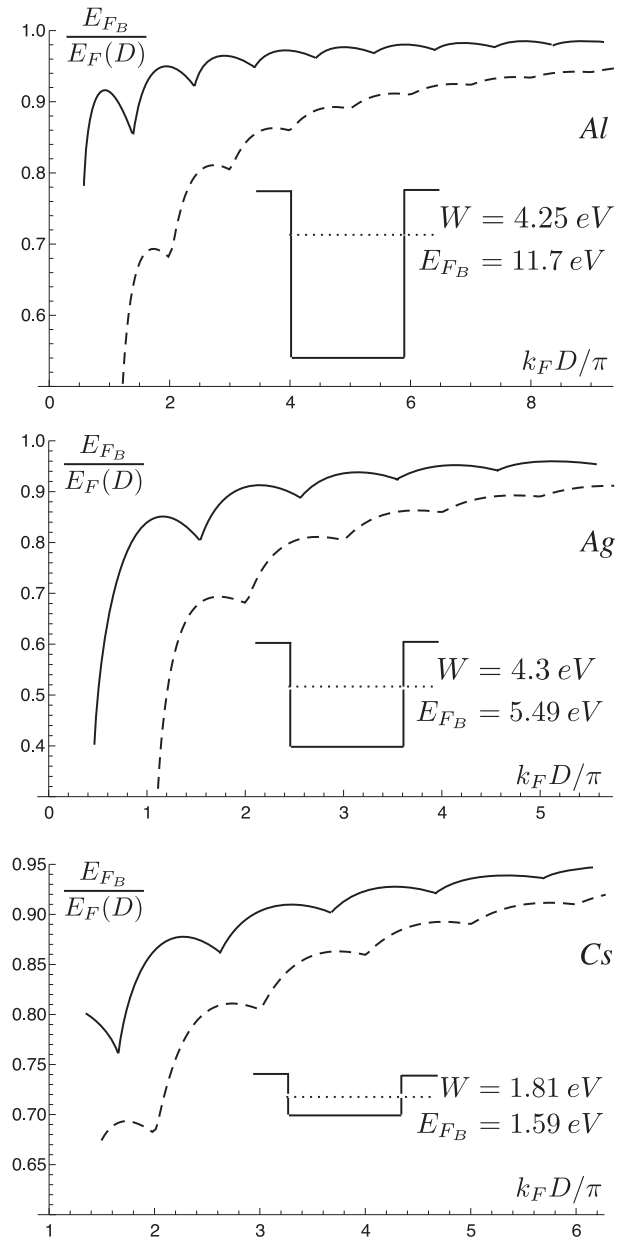 E_{F_B}
E_F(D)
1.0
0.9
0.8
0.7
0.6
Al
W = 4.25 eV
E_{F_B} = 11.7 eV
k_F D/π
0 2 4 6 8
E_{F_B}
E_F(D)
1.0
0.9
0.8
0.7
0.6
0.5
0.4
Ag
W = 4.3 eV
E_{F_B} = 5.49 eV
k_F D/π
0 1 2 3 4 5
E_{F_B}
E_F(D)
0.95
0.90
0.85
0.80
0.75
0.70
0.65
Cs
W = 1.81 eV
E_{F_B} = 1.59 eV
k_F D/π
1 2 3 4 5 6